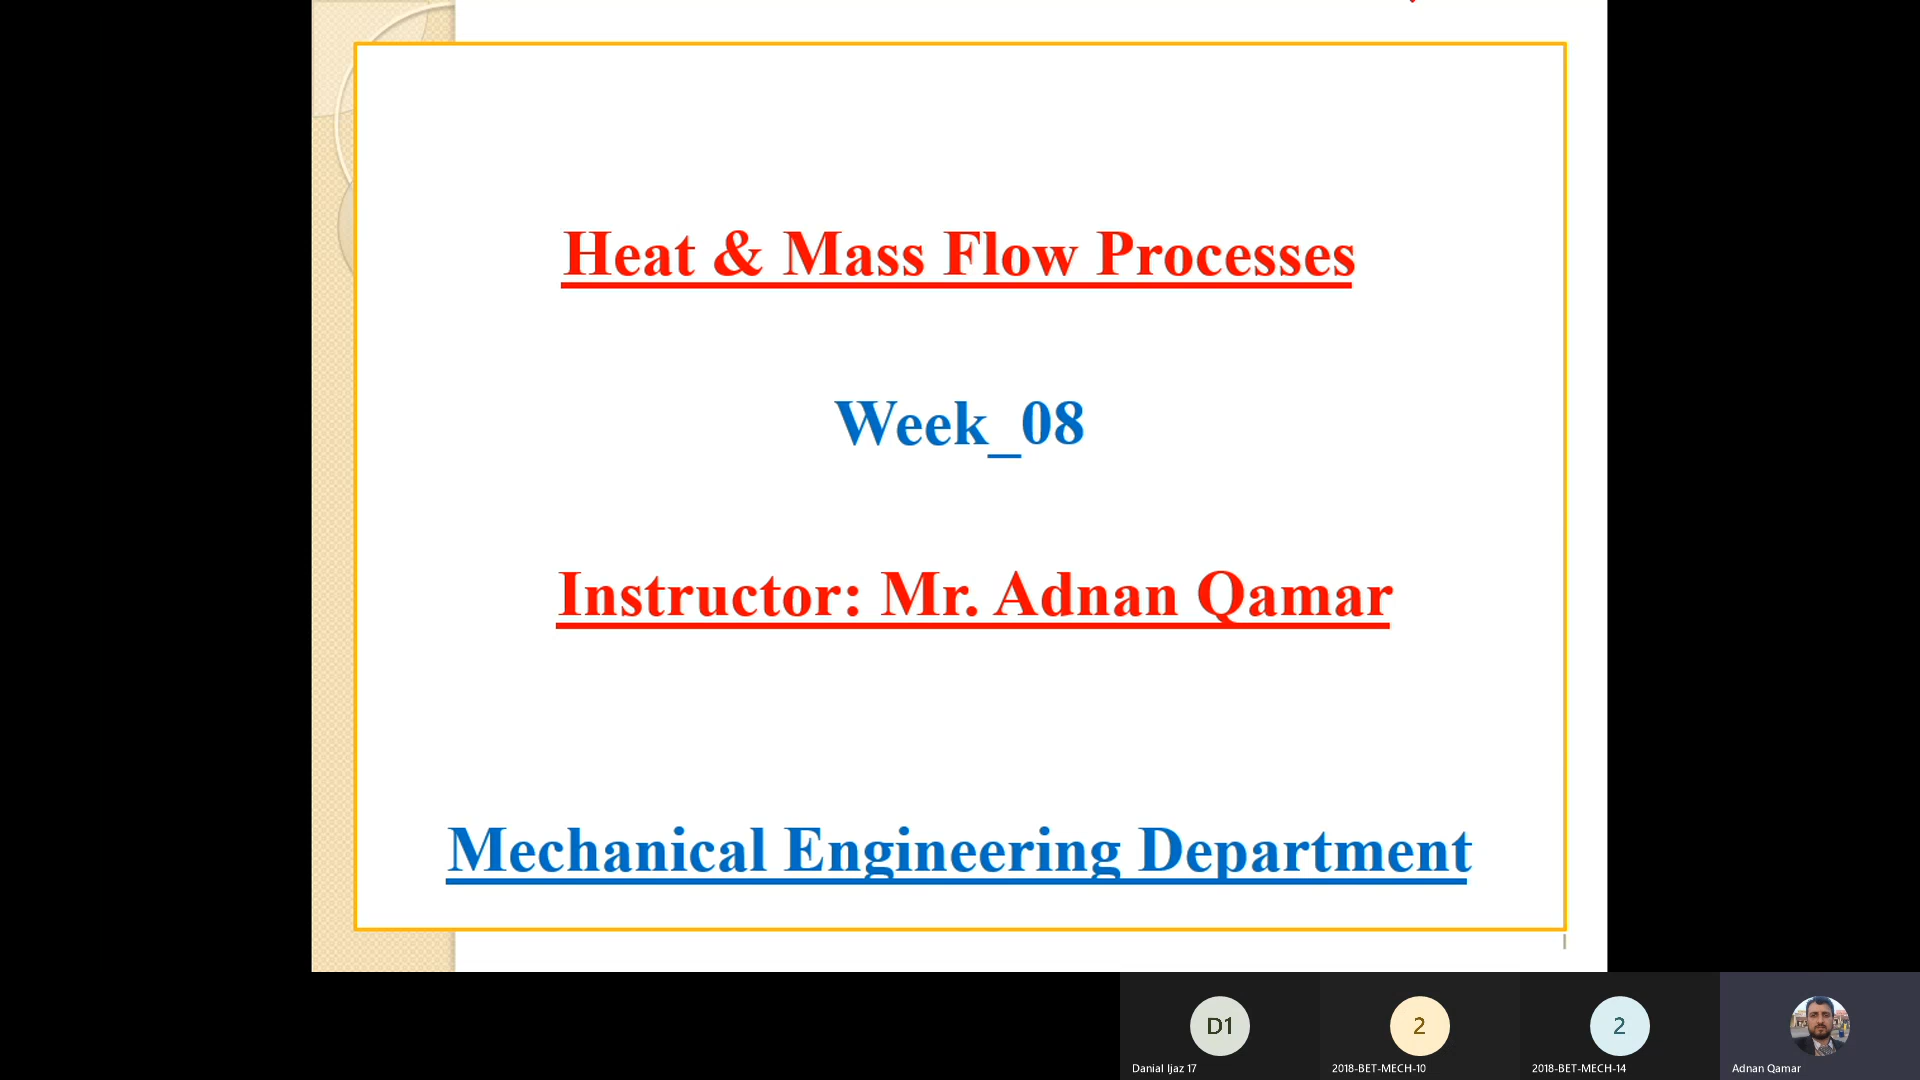 Heat & Mass Flow Processes
Week_08
Instructor: Mr. Adnan Qamar
Mechanical Engineering Department
1
D1
2
2
Danial Ijaz 17
2018-BET-MECH-10
2018-BET-MECH-14
Adnan Qamar